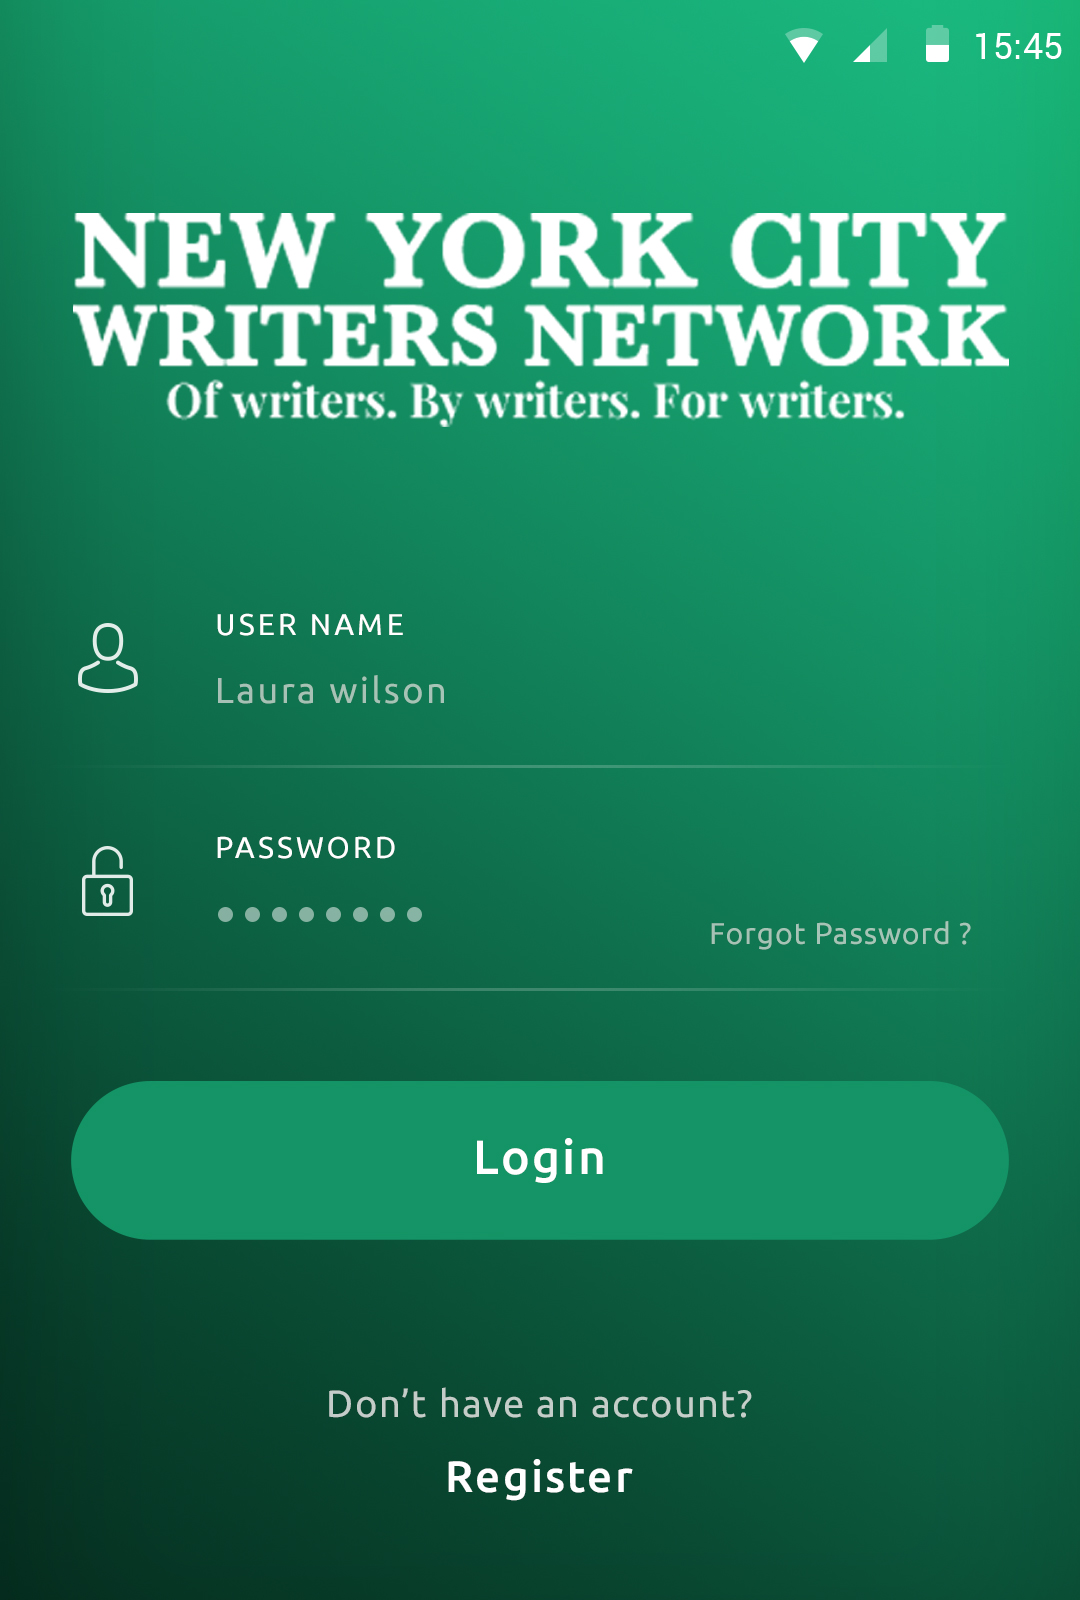 15:45
NEW YORK CITY
WRITERS NETWORK
Of writers. By writers. For writers.
USER NAME
Laura wilson
PASSWORD
Forgot Password ?
Login
Don’t have an account?
Register